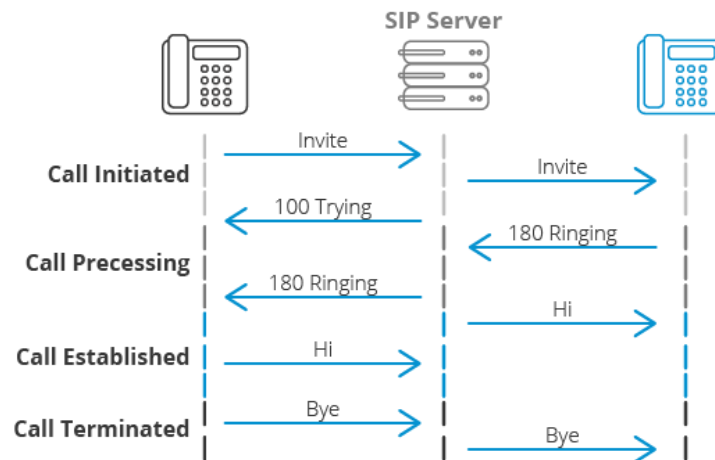 SIP Server
Invite
Call Initiated
Invite
100 Trying
180 Ringing
Call Precessing
180 Ringing
Hi
Call Established
Hi
Bye
Call Terminated
Bye